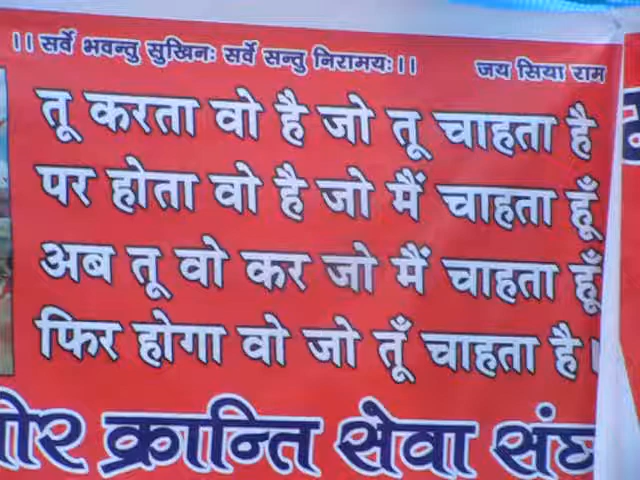 ।। सर्वे भवन्तु सुखिनः सर्वे सन्तु निरामयः।। जय सिया राम
तू करता वो है जो तू चाहता है
पर होता वो है जो मैं चाहता हूँ
अब तू वो कर जो मैं चाहता हूँ
फिर होगा वो जो तूँ चाहता है।
क्रान्ति सेवा संघ